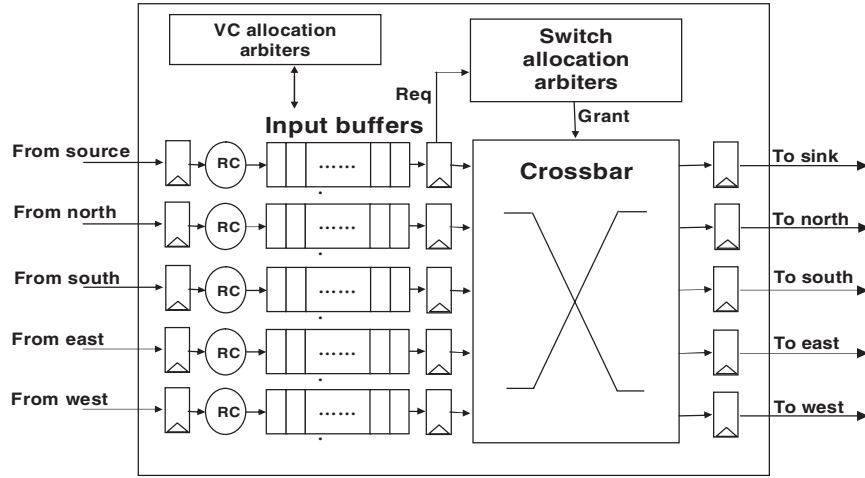 VC allocation
arbiters
Switch
allocation
arbiters
Req
Grant
Input buffers
From source
RC
......
Crossbar
To sink
From north
RC
......
To north
From south
RC
......
To south
From east
RC
......
To east
From west
RC
......
To west